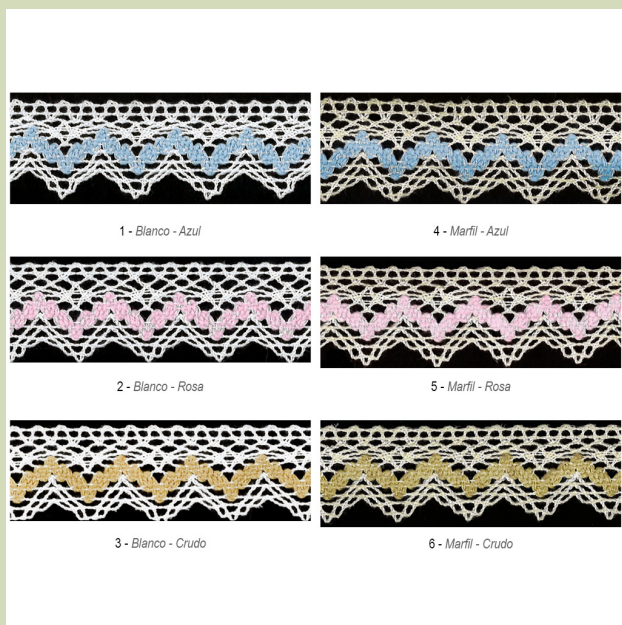 1 - Blanco - Azul
4 - Marfil - Azul
2 - Blanco - Rosa
5 - Marfil - Rosa
3 - Blanco - Crudo
6 - Marfil - Crudo